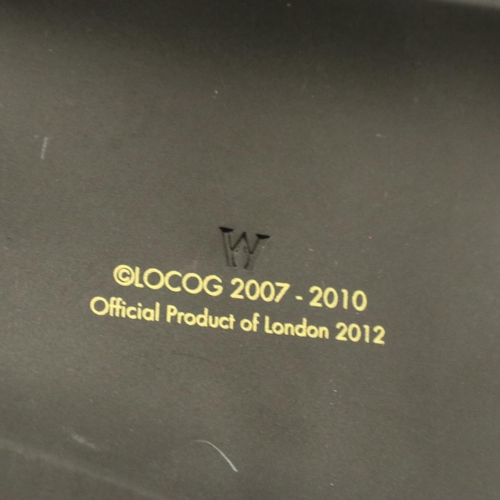 W
©LOCOG 2007 - 2010
Official Product of London 2012